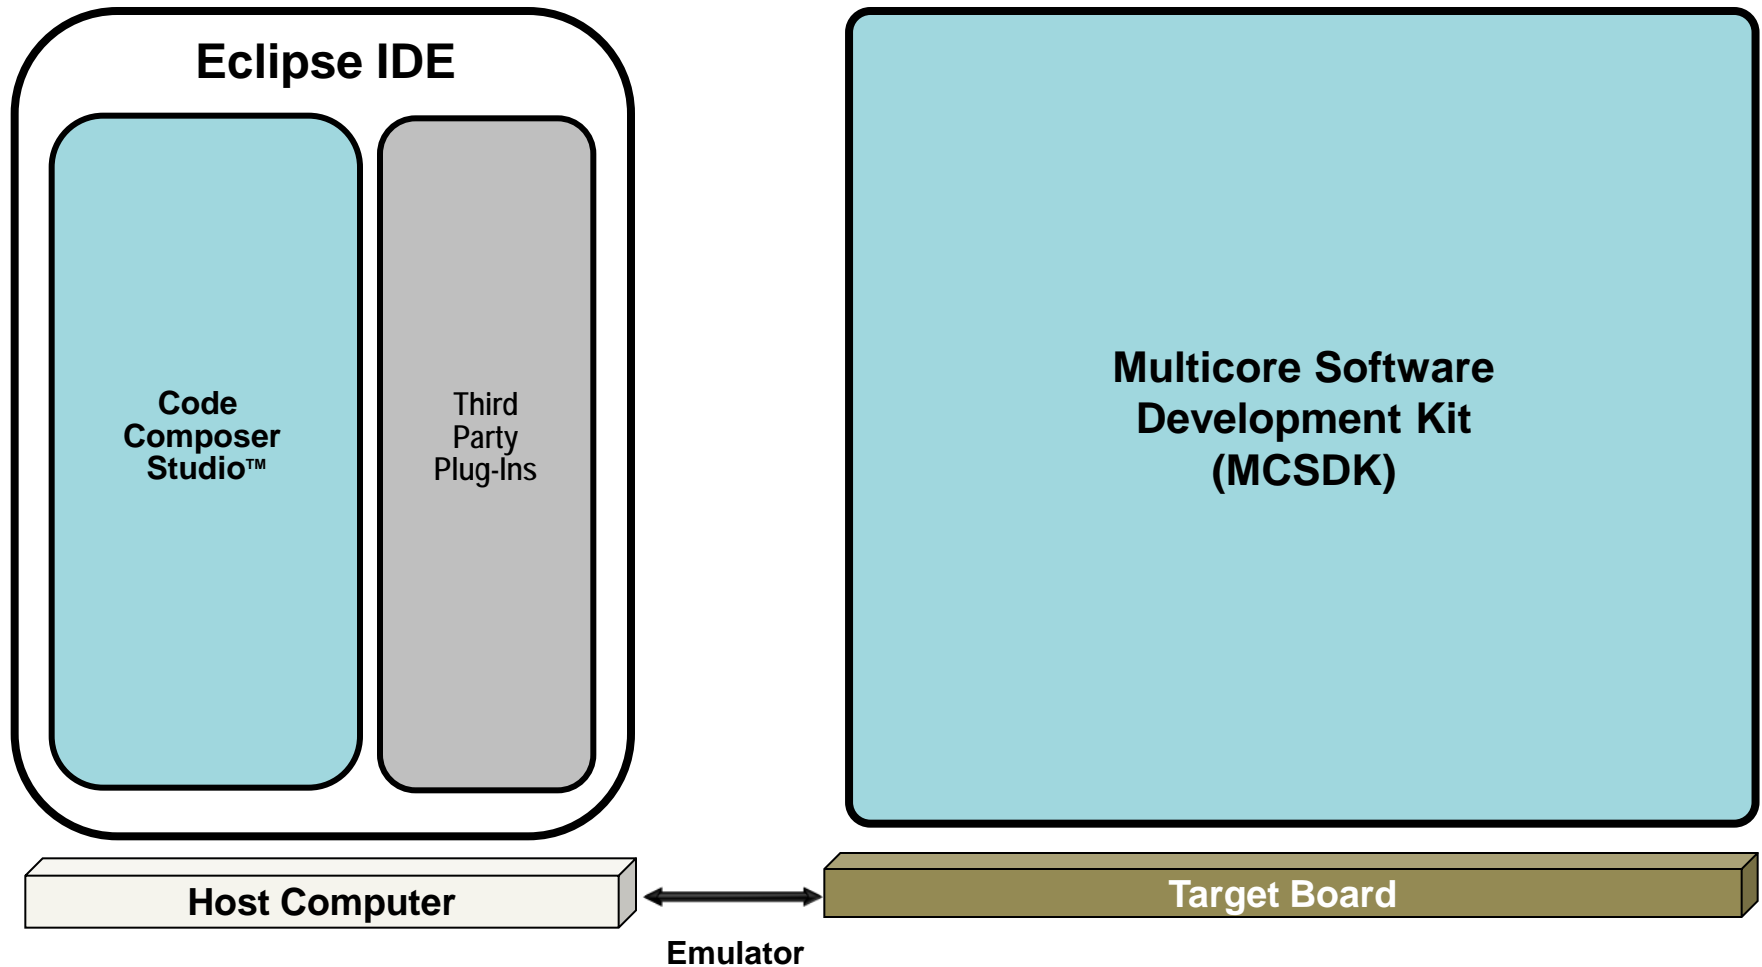 Eclipse IDE
Code
Composer
Studio™
Third
Party
Plug-Ins
Multicore Software
Development Kit
(MCSDK)
Host Computer
Target Board
Emulator